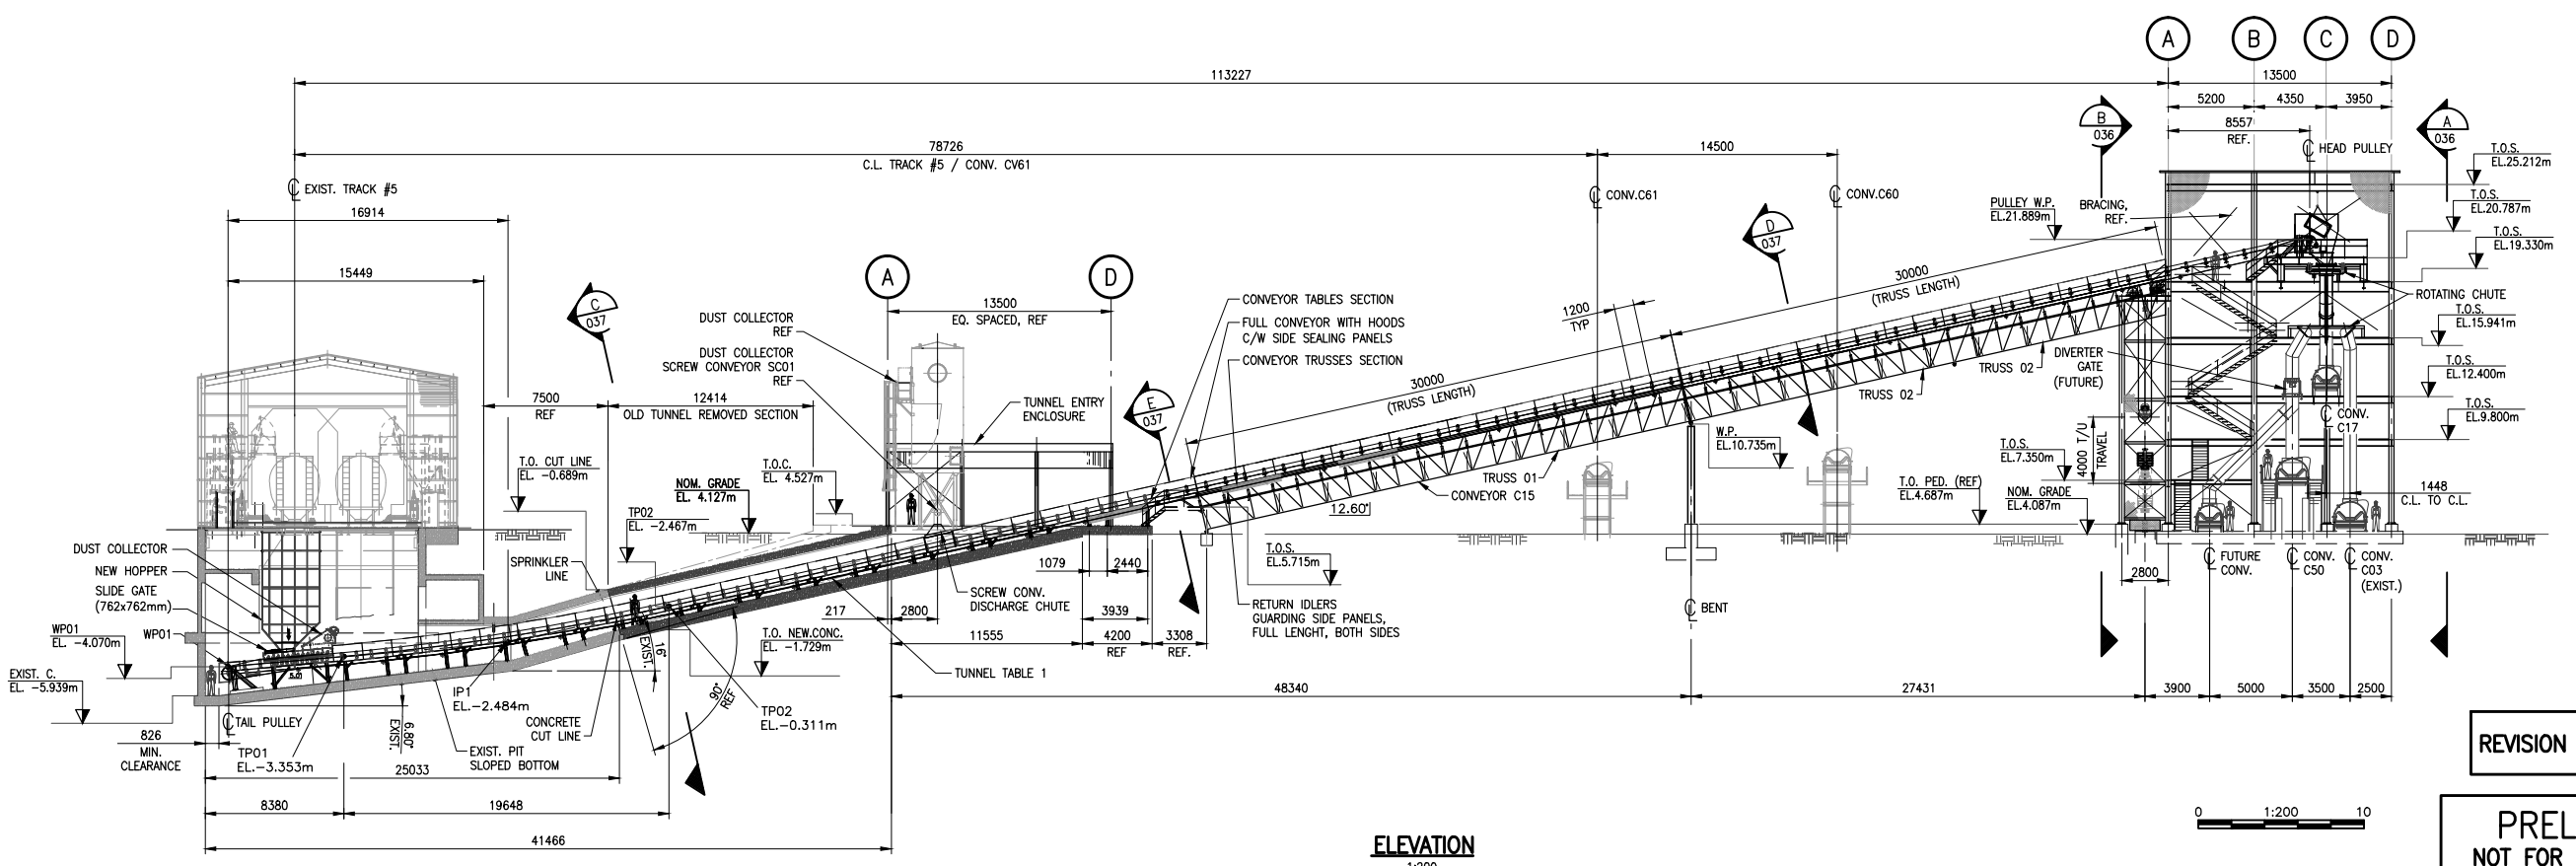 A
B
C
D
113227
13500
5200
4350
3950
B
036
8557
REF.
A
036
78726
C.L. TRACK #5 / CONV. CV61
14500
℄ HEAD PULLEY
T.O.S.
EL.25.212m
℄ EXIST. TRACK #5
℄ CONV.C61
℄ CONV.C60
16914
PULLEY W.P.
EL.21.889m
BRACING,
REF.
T.O.S.
EL.20.787m
D
037
T.O.S.
EL.19.330m
15449
A
D
30000
(TRUSS LENGTH)
C
037
13500
EQ. SPACED, REF
CONVEYOR TABLES SECTION
1200
TYP
ROTATING CHUTE
DUST COLLECTOR
REF
FULL CONVEYOR WITH HOODS
C/W SIDE SEALING PANELS
T.O.S.
EL.15.941m
DUST COLLECTOR
SCREW CONVEYOR SC01
REF
CONVEYOR TRUSSES SECTION
DIVERTER
GATE
(FUTURE)
TRUSS 02
T.O.S.
EL.12.400m
7500
REF
12414
OLD TUNNEL REMOVED SECTION
TUNNEL ENTRY
ENCLOSURE
30000
(TRUSS LENGTH)
TRUSS 02
E
037
℄ CONV.
C17
T.O.S.
EL.9.800m
W.P.
EL.10.735m
4000 T/U
TRAVEL
T.O.S.
EL.7.350m
T.O. CUT LINE
EL. -0.689m
T.O.C.
EL. 4.527m
TRUSS 01
CONVEYOR C15
12.60°
NOM. GRADE
EL. 4.127m
T.O. PED. (REF)
EL.4.687m
NOM. GRADE
EL.4.087m
1448
C.L. TO C.L.
TP02
EL. -2.467m
DUST COLLECTOR
NEW HOPPER
SLIDE GATE
(762x762mm)
SPRINKLER
LINE
1079
2440
T.O.S.
EL.5.715m
℄ FUTURE
CONV.
℄ CONV.
C50
℄ CONV.
C03
(EXIST.)
2800
SCREW CONV.
DISCHARGE CHUTE
RETURN IDLERS
GUARDING SIDE PANELS,
FULL LENGHT, BOTH SIDES
℄ BENT
217
2800
3939
WP01
EL. -4.070m
WP01
T.O. NEW.CONC.
EL. -1.729m
11555
4200
REF
3308
REF.
16°
EXIST.
TUNNEL TABLE 1
EXIST. C.
EL. -5.939m
90°
REF
48340
27431
3900
5000
3500
2500
IP1
EL.-2.484m
TP02
EL.-0.311m
℄ TAIL PULLEY
6.80°
EXIST.
CONCRETE
CUT LINE
826
MIN.
CLEARANCE
TP01
EL.-3.353m
EXIST. PIT
SLOPED BOTTOM
25033
REVISION
8380
19648
0 1:200 10
41466
ELEVATION
1:200
PREL
NOT FOR